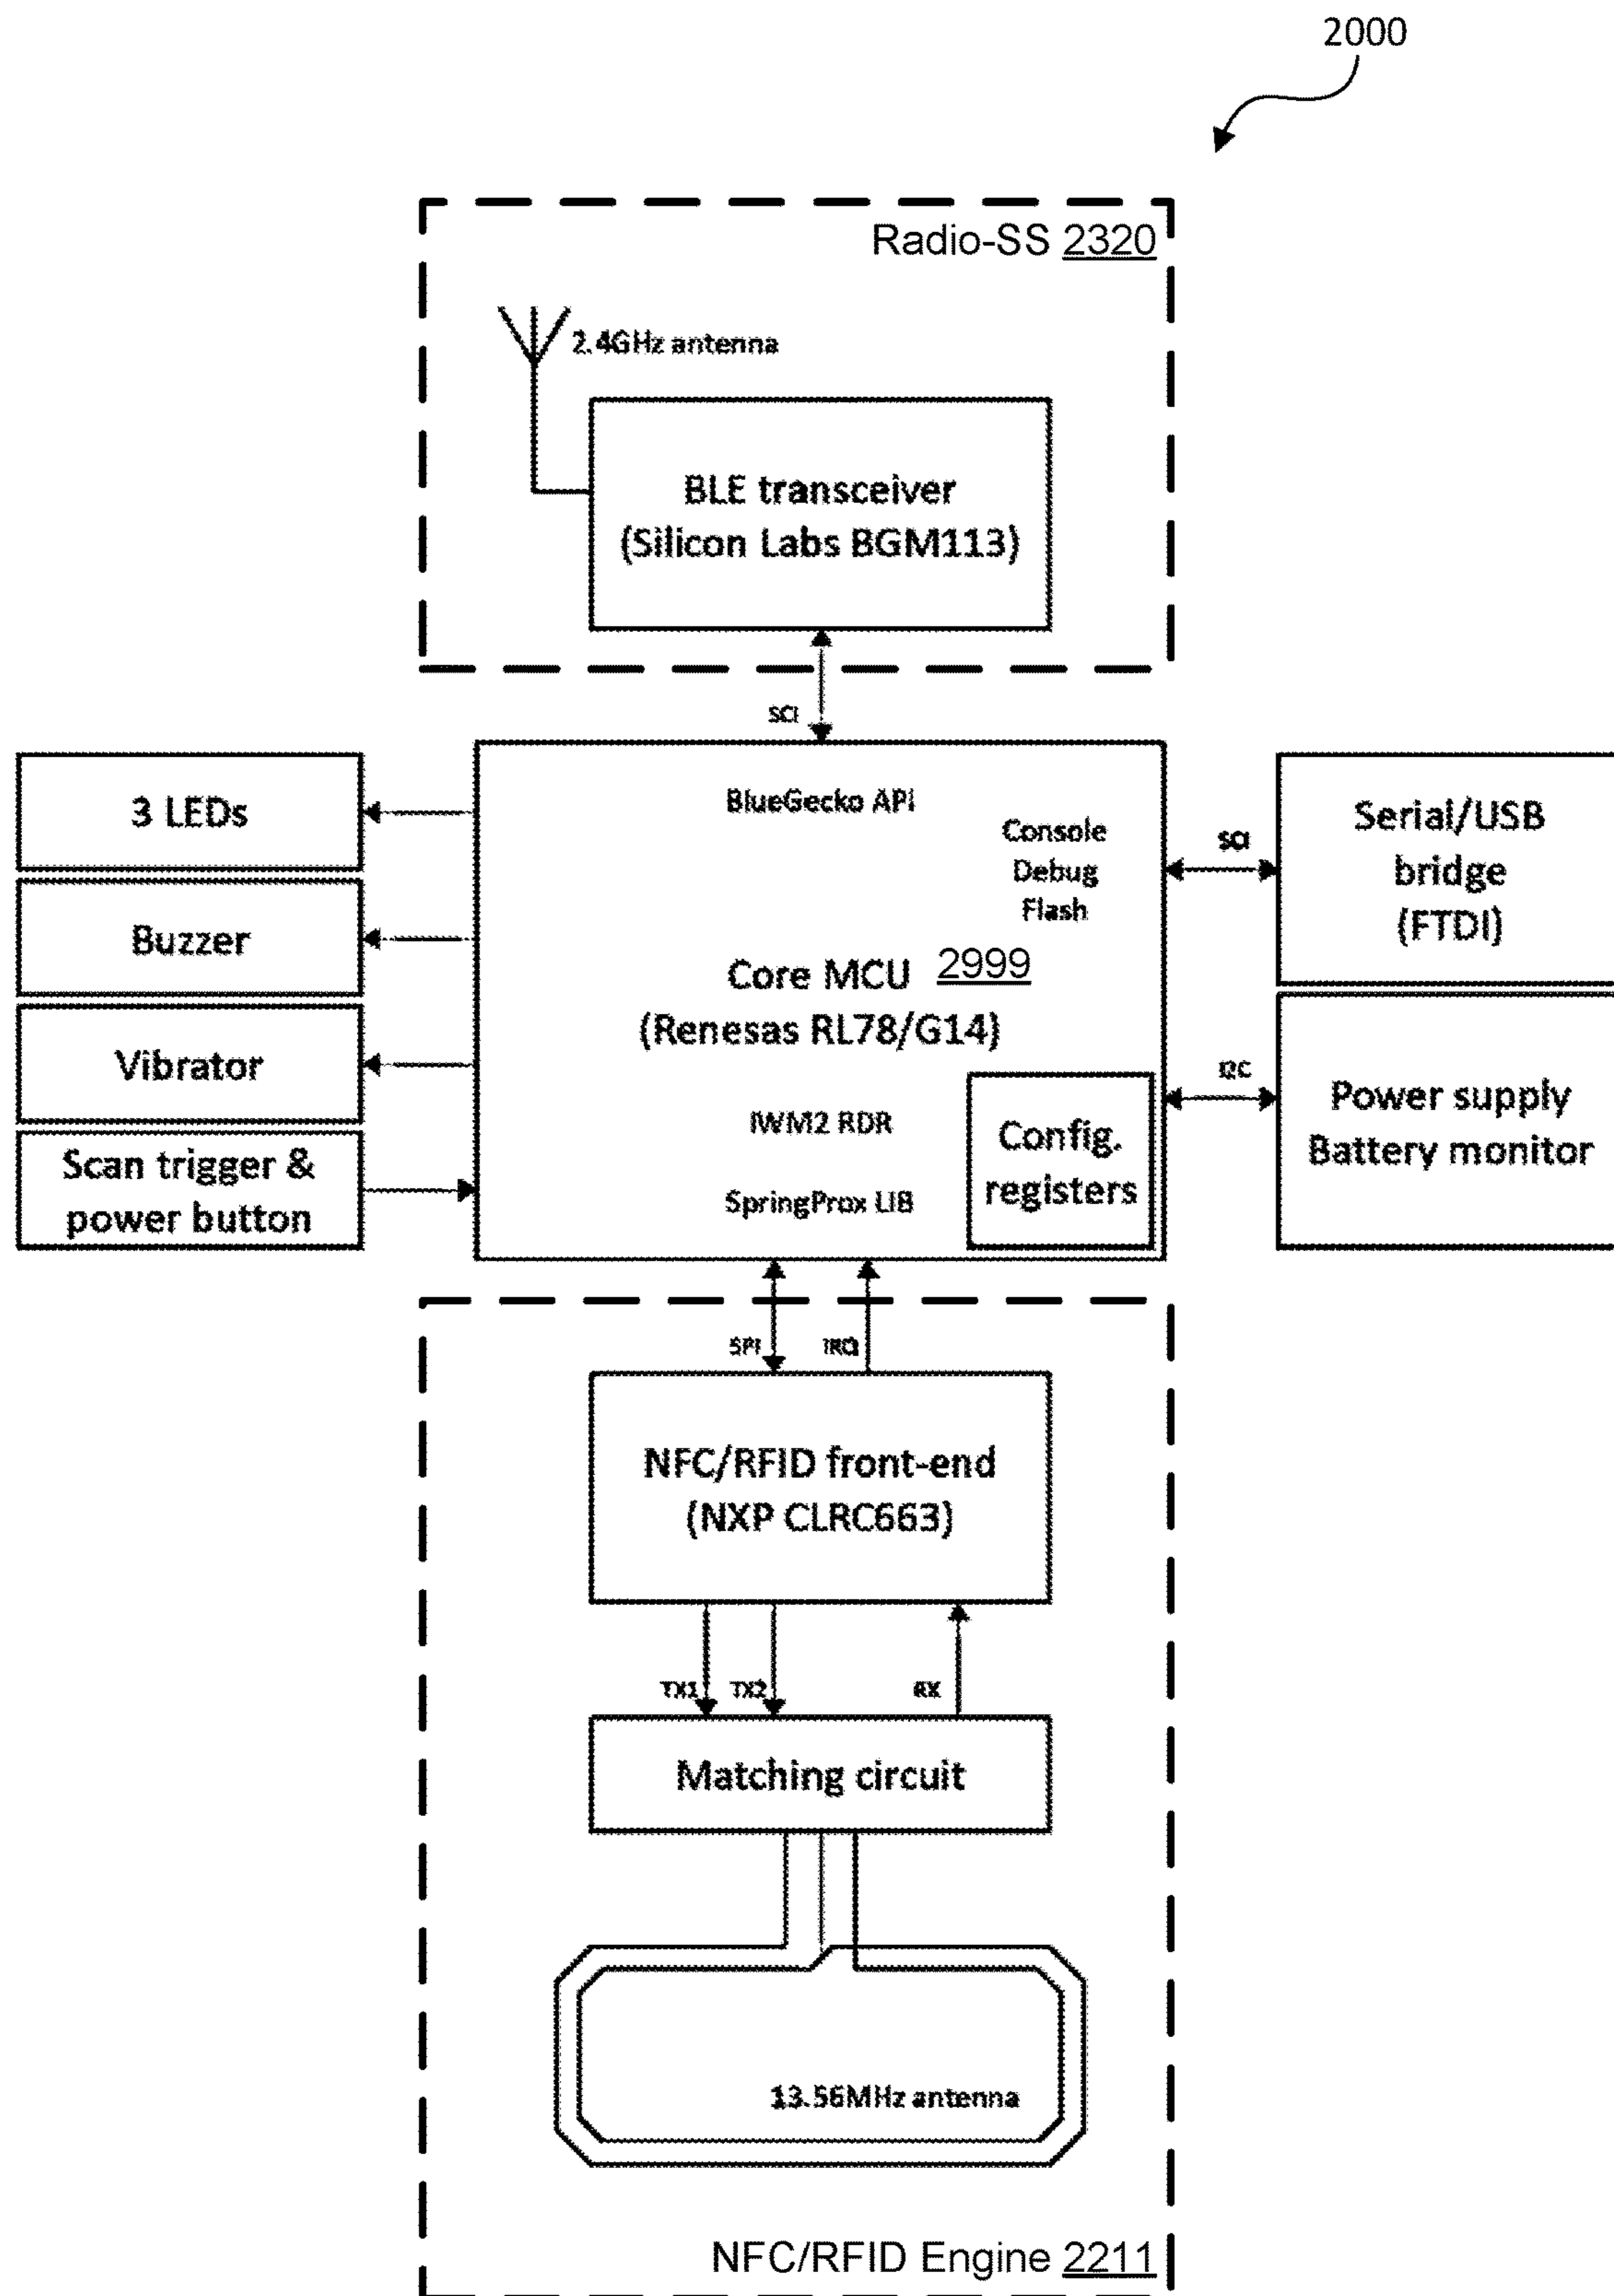 2000
Radio-SS 2320
2.4GHz antenna
BLE transceiver
(Silicon Labs BGM113)
SCI
3 LEDs
Buzzer
Vibrator
Scan trigger &
power button
BlueGecko API
Console
Debug
Flash
Core MCU 2999
(Renesas RL78/G14)
IWM2 RDR
SpringProx LIB
Config.
registers
SCI
Serial/USB
bridge
(FTDI)
I2C
Power supply
Battery monitor
SPI
IRQ
NFC/RFID front-end
(NXP CLRC663)
TX1
TX2
RX
Matching circuit
13.56MHz antenna
NFC/RFID Engine 2211